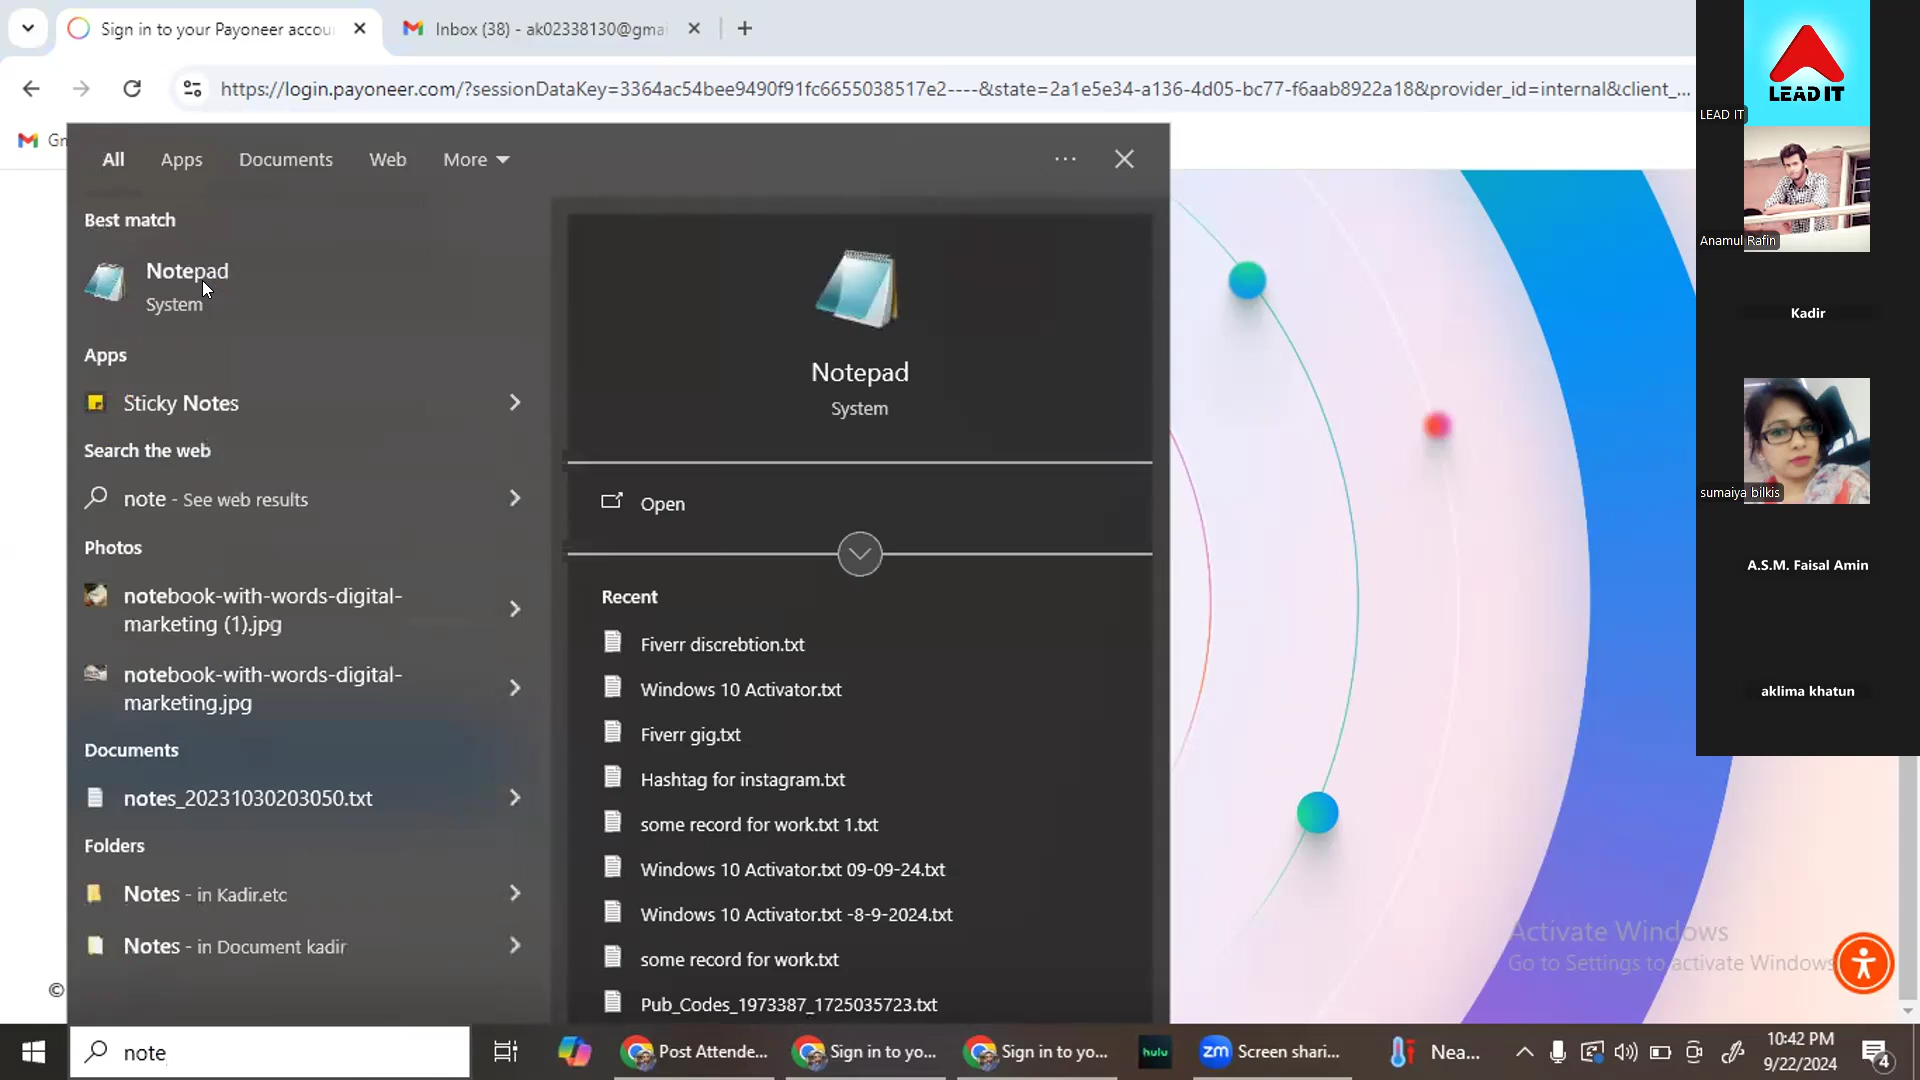 Sign in to your Payoneer accou
Inbox (38) - ak02338130@gmai
https://login.payoneer.com/?sessionDataKey=3364ac54bee9490f91fc6655038517e2----&state=2a1e5e34-a136-4d05-bc77-f6aab8922a18&provider_id=internal&client_...
All
Apps
Documents
Web
More
Best match
Notepad
System
Apps
Sticky Notes
Search the web
note - See web results
Photos
notebook-with-words-digital-
marketing (1).jpg
notebook-with-words-digital-
marketing.jpg
Documents
notes_20231030203050.txt
Folders
Notes - in Kadir.etc
Notes - in Document kadir
Notepad
System
Open
Recent
Fiverr discrebtion.txt
Windows 10 Activator.txt
Fiverr gig.txt
Hashtag for instagram.txt
some record for work.txt 1.txt
Windows 10 Activator.txt 09-09-24.txt
Windows 10 Activator.txt -8-9-2024.txt
some record for work.txt
Pub_Codes_1973387_1725035723.txt
LEAD IT
LEAD IT
Anamul Rafin
Kadir
sumaiya bilkis
A.S.M. Faisal Amin
aklima khatun
Activate Windows
Go to Settings to activate Windows
©
note
Post Attende...
Sign in to yo...
Sign in to yo...
hulu
zm
Screen shari...
Nea...
10:42 PM
9/22/2024
4